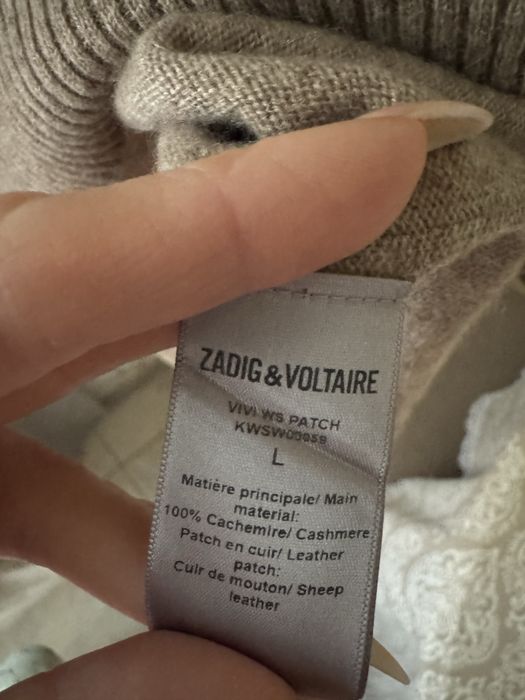 ZADIG&VOLTAIRE
VIVI WS PATCH
KWSW00059
L
Matière principale/ Main
material:
100% Cachemire/ Cashmere
Patch en cuir/ Leather
patch:
Cuir de mouton/ Sheep
leather